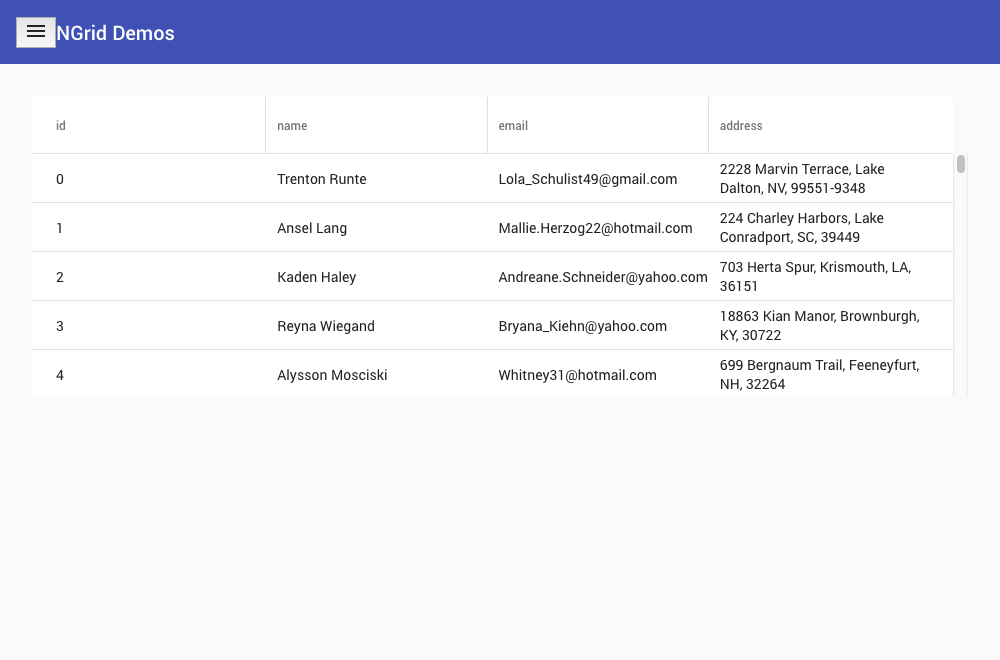 NGrid Demos
id name email address
0 Trenton Runte Lola_Schulist49@gmail.com 2228 Marvin Terrace, Lake
Dalton, NV, 99551-9348
1 Ansel Lang Mallie.Herzog22@hotmail.com 224 Charley Harbors, Lake
Conradport, SC, 39449
2 Kaden Haley Andreane.Schneider@yahoo.com 703 Herta Spur, Krismouth, LA,
36151
3 Reyna Wiegand Bryana_Kiehn@yahoo.com 18863 Kian Manor, Brownburgh,
KY, 30722
4 Alysson Mosciski Whitney31@hotmail.com 699 Bergnaum Trail, Feeneyfurt,
NH, 32264